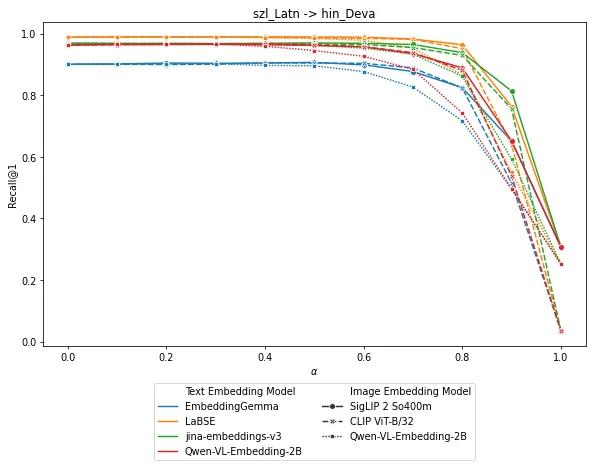 szl_Latn -> hin_Deva
Recall@1
1.0
0.8
0.6
0.4
0.2
0.0
0.0 0.2 0.4 0.6 0.8 1.0
α
Text Embedding Model
EmbeddingGemma
LaBSE
jina-embeddings-v3
Qwen-VL-Embedding-2B
Image Embedding Model
SigLIP 2 So400m
CLIP ViT-B/32
Qwen-VL-Embedding-2B